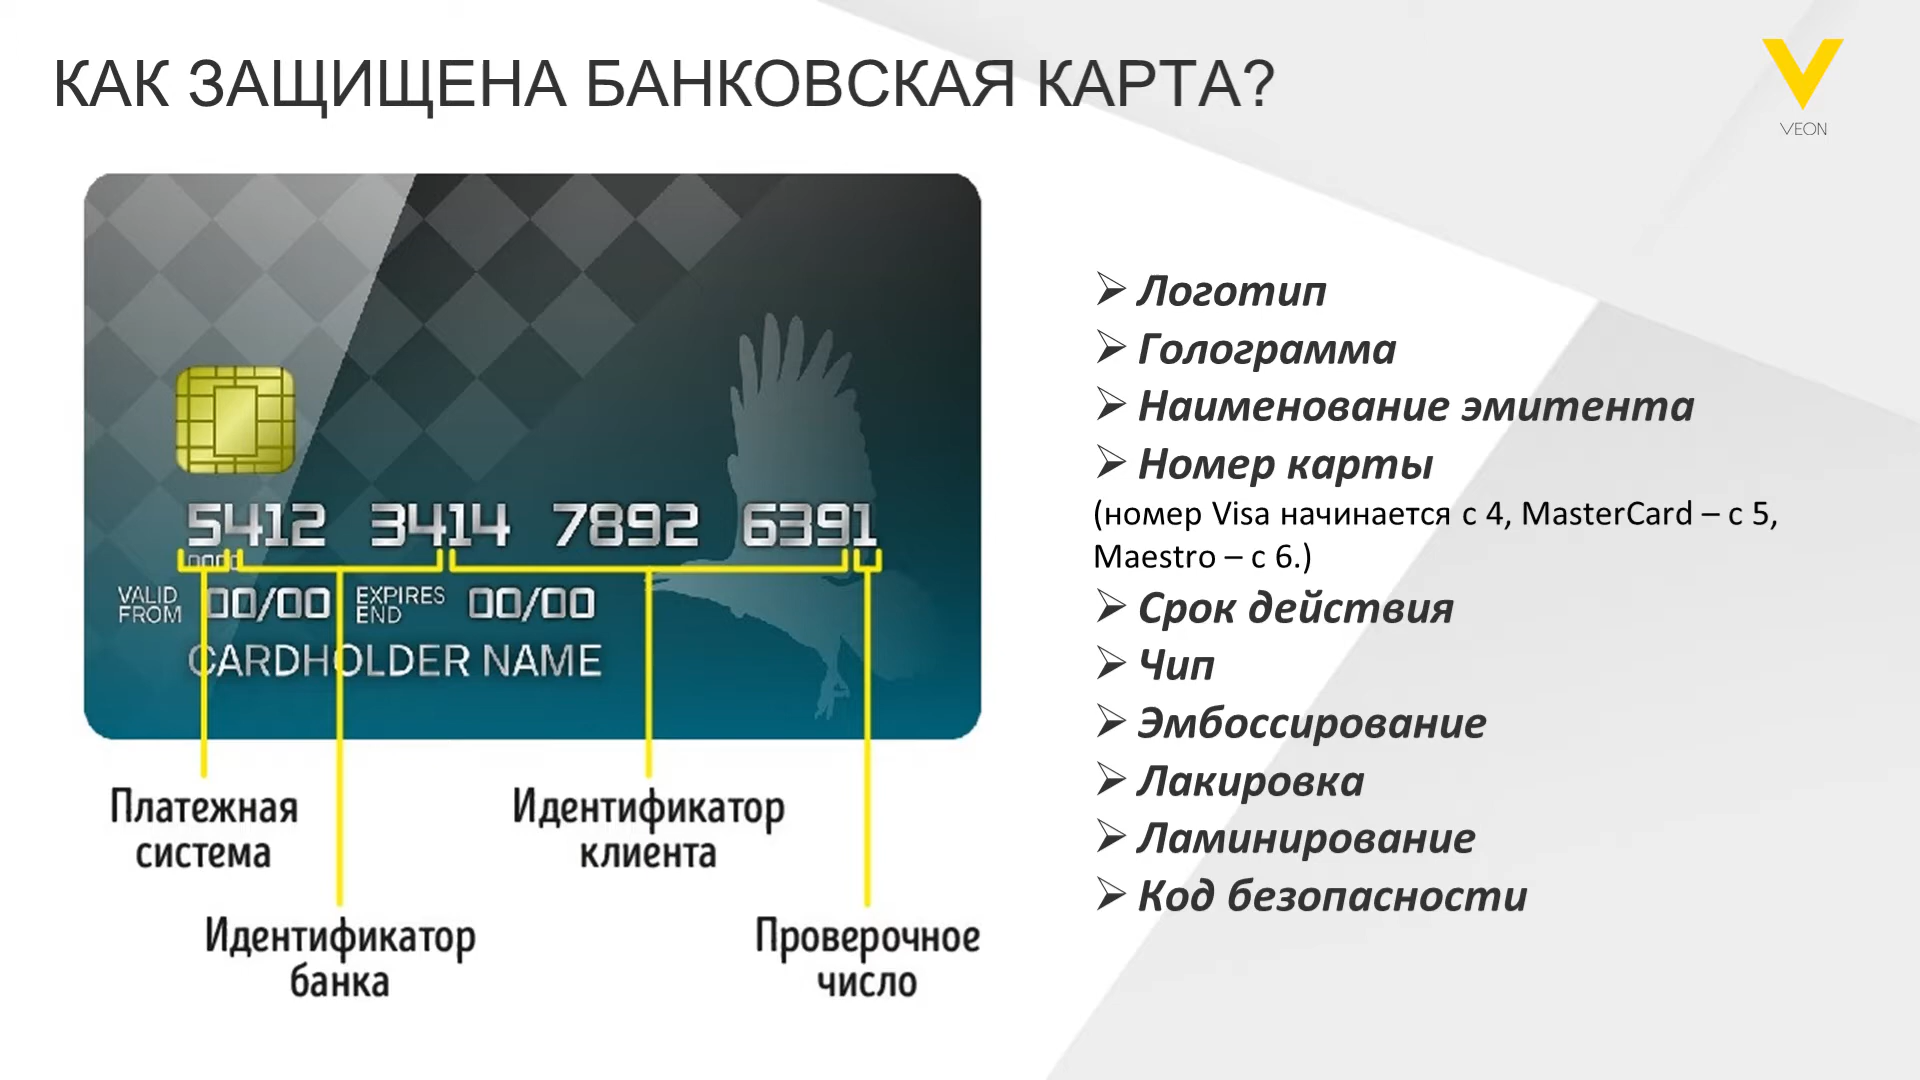 КАК ЗАЩИЩЕНА БАНКОВСКАЯ КАРТА?
VEON
5412 3414 7892 6391
VALID FROM 00/00 EXPIRES END 00/00
CARDHOLDER NAME
Платежная
система
Идентификатор
клиента
Идентификатор
банка
Проверочное
число
Логотип
Голограмма
Наименование эмитента
Номер карты
(номер Visa начинается с 4, MasterCard – с 5,
Maestro – с 6.)
Срок действия
Чип
Эмбоссирование
Лакировка
Ламинирование
Код безопасности